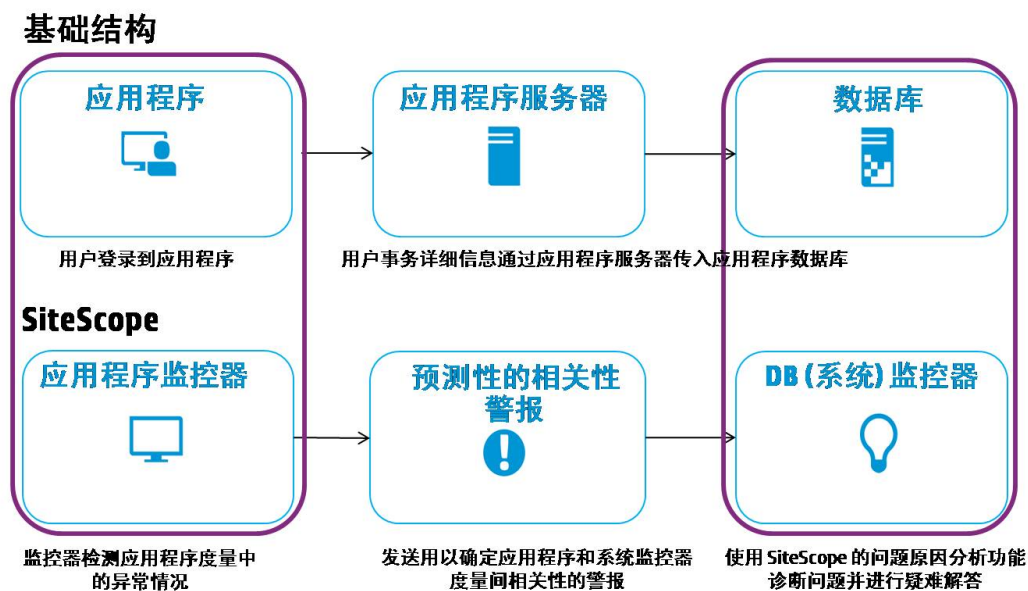 基础结构
应用程序
应用程序服务器
数据库
用户登录到应用程序
用户事务详细信息通过应用程序服务器传入应用程序数据库
SiteScope
应用程序监控器
预测性的相关性
警报
DB (系统) 监控器
监控器检测应用程序度量中
的异常情况
发送用以确定应用程序和系统监控器
度量间相关性的警报
使用 SiteScope 的问题原因分析功能
诊断问题并进行疑难解答